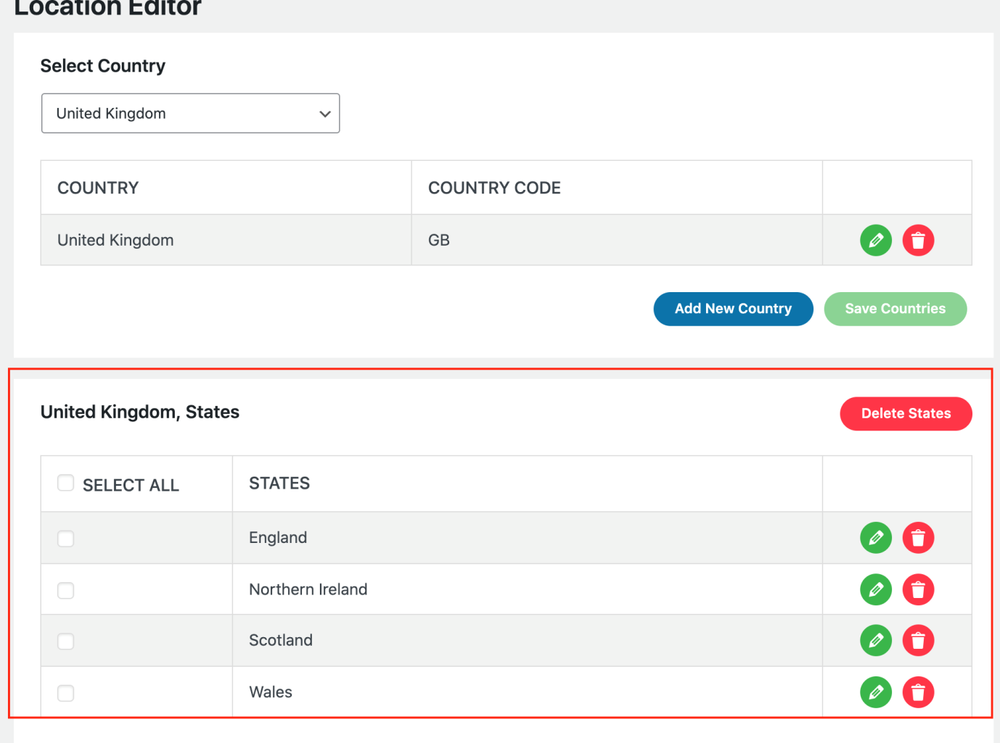 Location Editor
Select Country
United Kingdom
COUNTRY COUNTRY CODE
United Kingdom GB
Add New Country Save Countries
United Kingdom, States Delete States
SELECT ALL STATES
England
Northern Ireland
Scotland
Wales